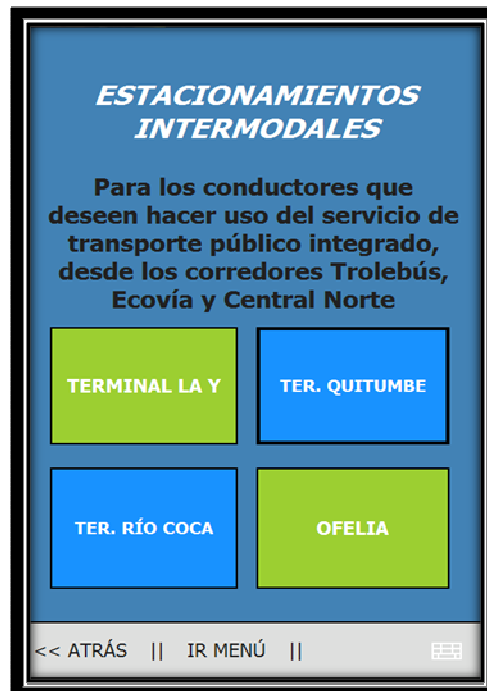 ESTACIONAMIENTOS
INTERMODALES
Para los conductores que
deseen hacer uso del servicio de
transporte público integrado,
desde los corredores Trolebús,
Ecovía y Central Norte
TERMINAL LA Y
TER. QUITUMBE
TER. RÍO COCA
OFELIA
<< ATRÁS || IR MENÚ ||